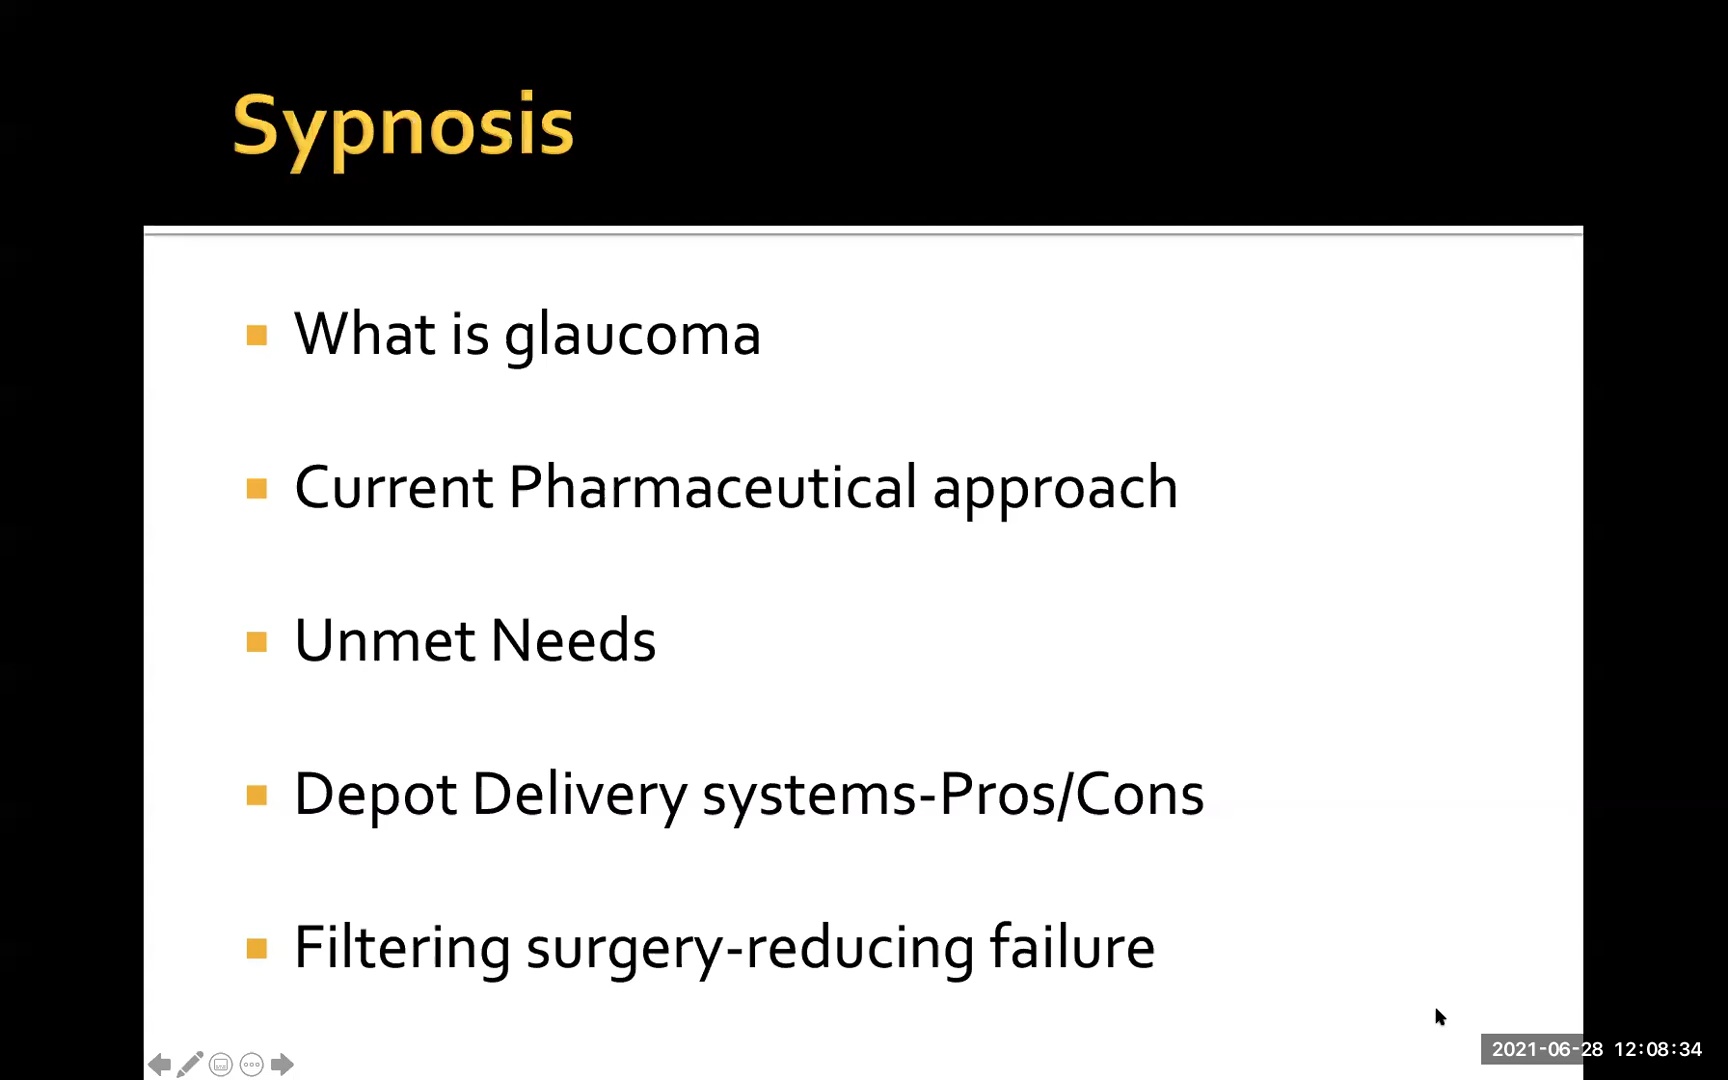 Sypnosis
What is glaucoma
Current Pharmaceutical approach
Unmet Needs
Depot Delivery systems-Pros/Cons
Filtering surgery-reducing failure
2021-06-28 12:08:34